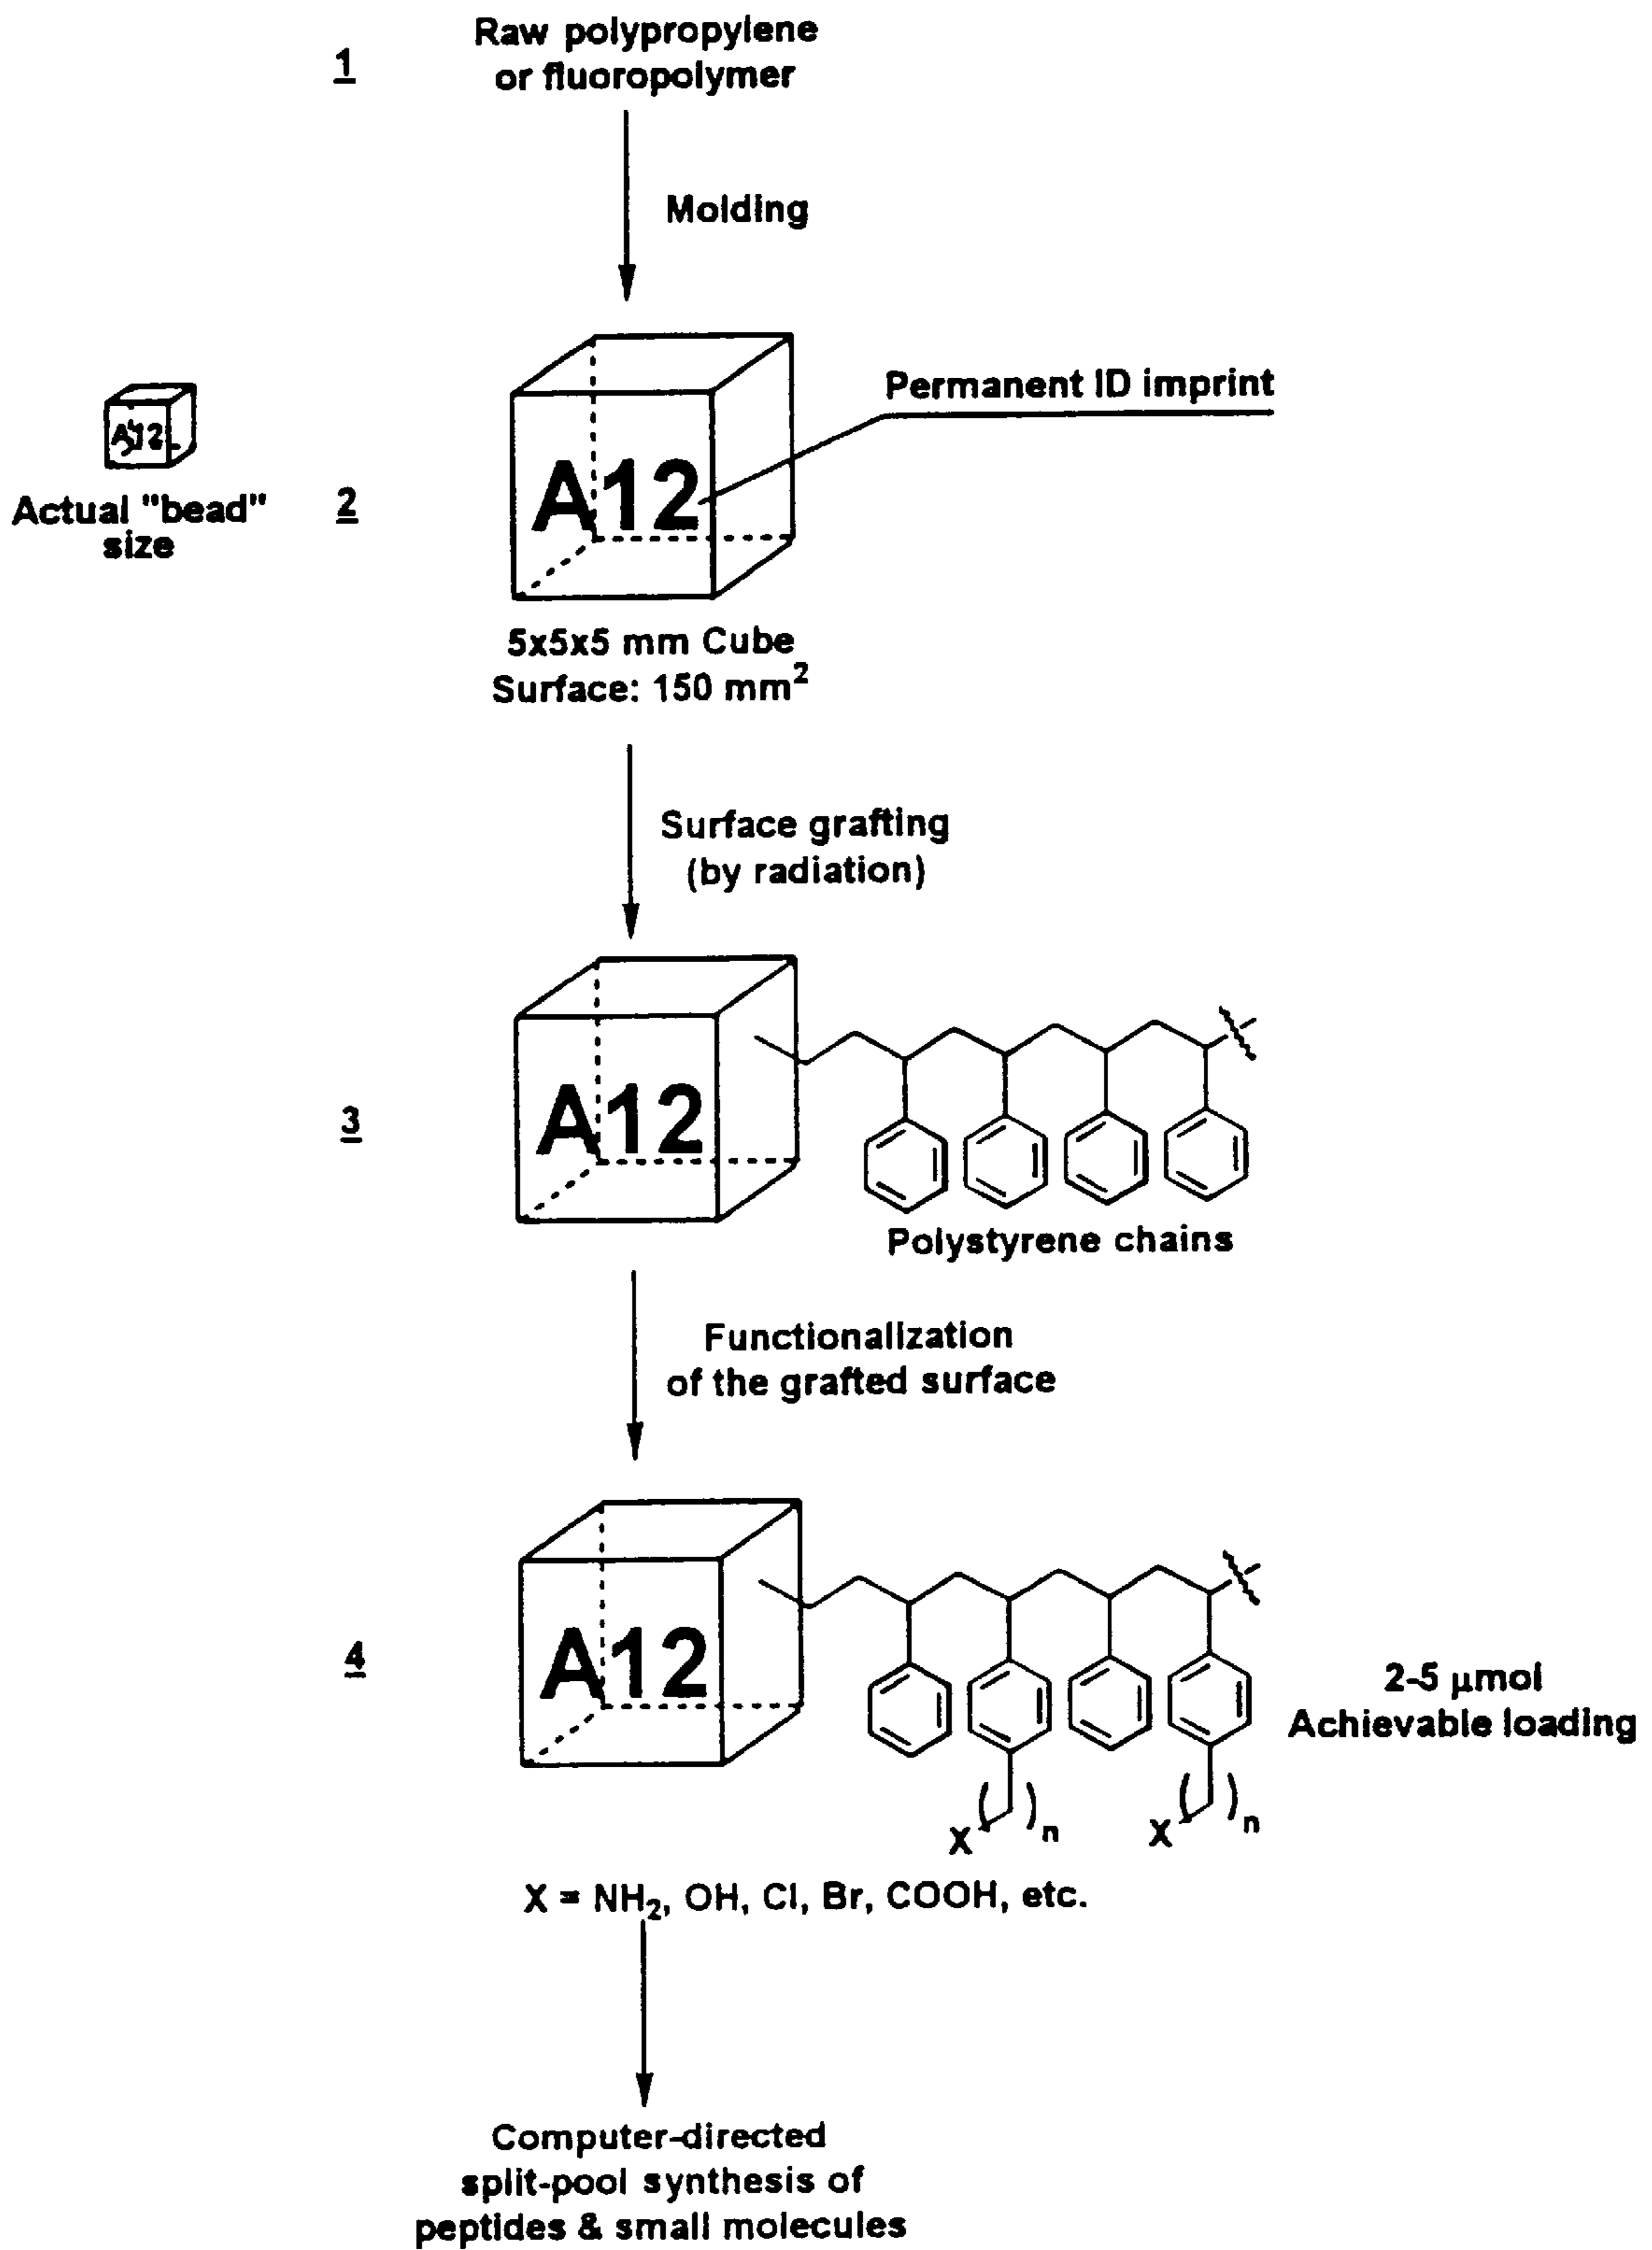 1
Raw polypropylene
or fluoropolymer
Molding
Permanent ID imprint
A12
Actual "bead"
size
2
A12
5x5x5 mm Cube
Surface: 150 mm²
Surface grafting
(by radiation)
3
A12
Polystyrene chains
Functionalization
of the grafted surface
4
A12
2-5 μmol
Achievable loading
X ( )n X ( )n
X = NH₂, OH, Cl, Br, COOH, etc.
Computer-directed
split-pool synthesis of
peptides & small molecules